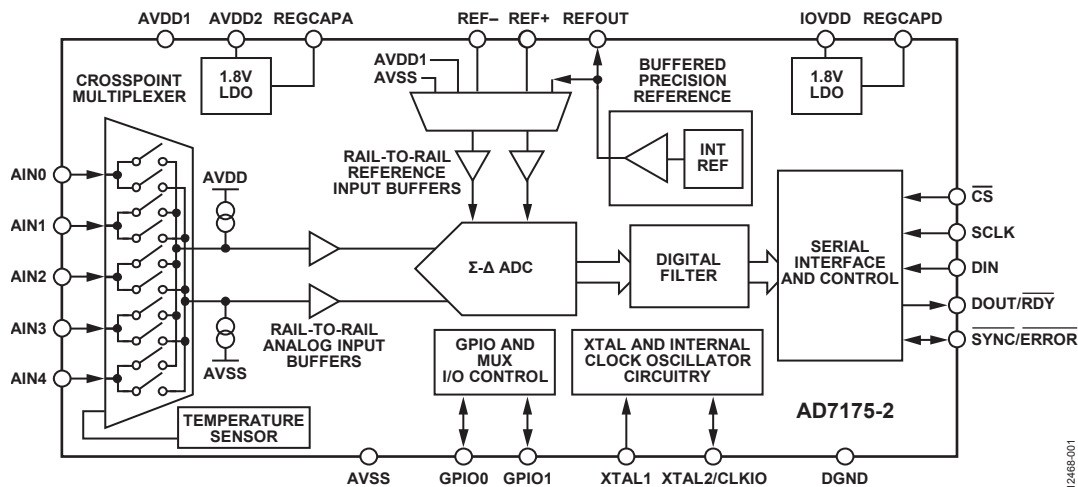 AVDD1 AVDD2 REGCAPA REF– REF+ REFOUT IOVDD REGCAPD
CROSSPOINT
MULTIPLEXER
1.8V
LDO
AVDD1
AVSS
BUFFERED
PRECISION
REFERENCE
1.8V
LDO
INT
REF
RAIL-TO-RAIL
REFERENCE
INPUT BUFFERS
AIN0
AIN1
AIN2
AIN3
AIN4
AVDD
AVSS
Σ-Δ ADC
DIGITAL
FILTER
SERIAL
INTERFACE
AND CONTROL
CS
SCLK
DIN
DOUT/RDY
SYNC/ERROR
RAIL-TO-RAIL
ANALOG INPUT
BUFFERS
GPIO AND
MUX
I/O CONTROL
XTAL AND INTERNAL
CLOCK OSCILLATOR
CIRCUITRY
TEMPERATURE
SENSOR
AD7175-2
AVSS GPIO0 GPIO1 XTAL1 XTAL2/CLKIO DGND
12468-001